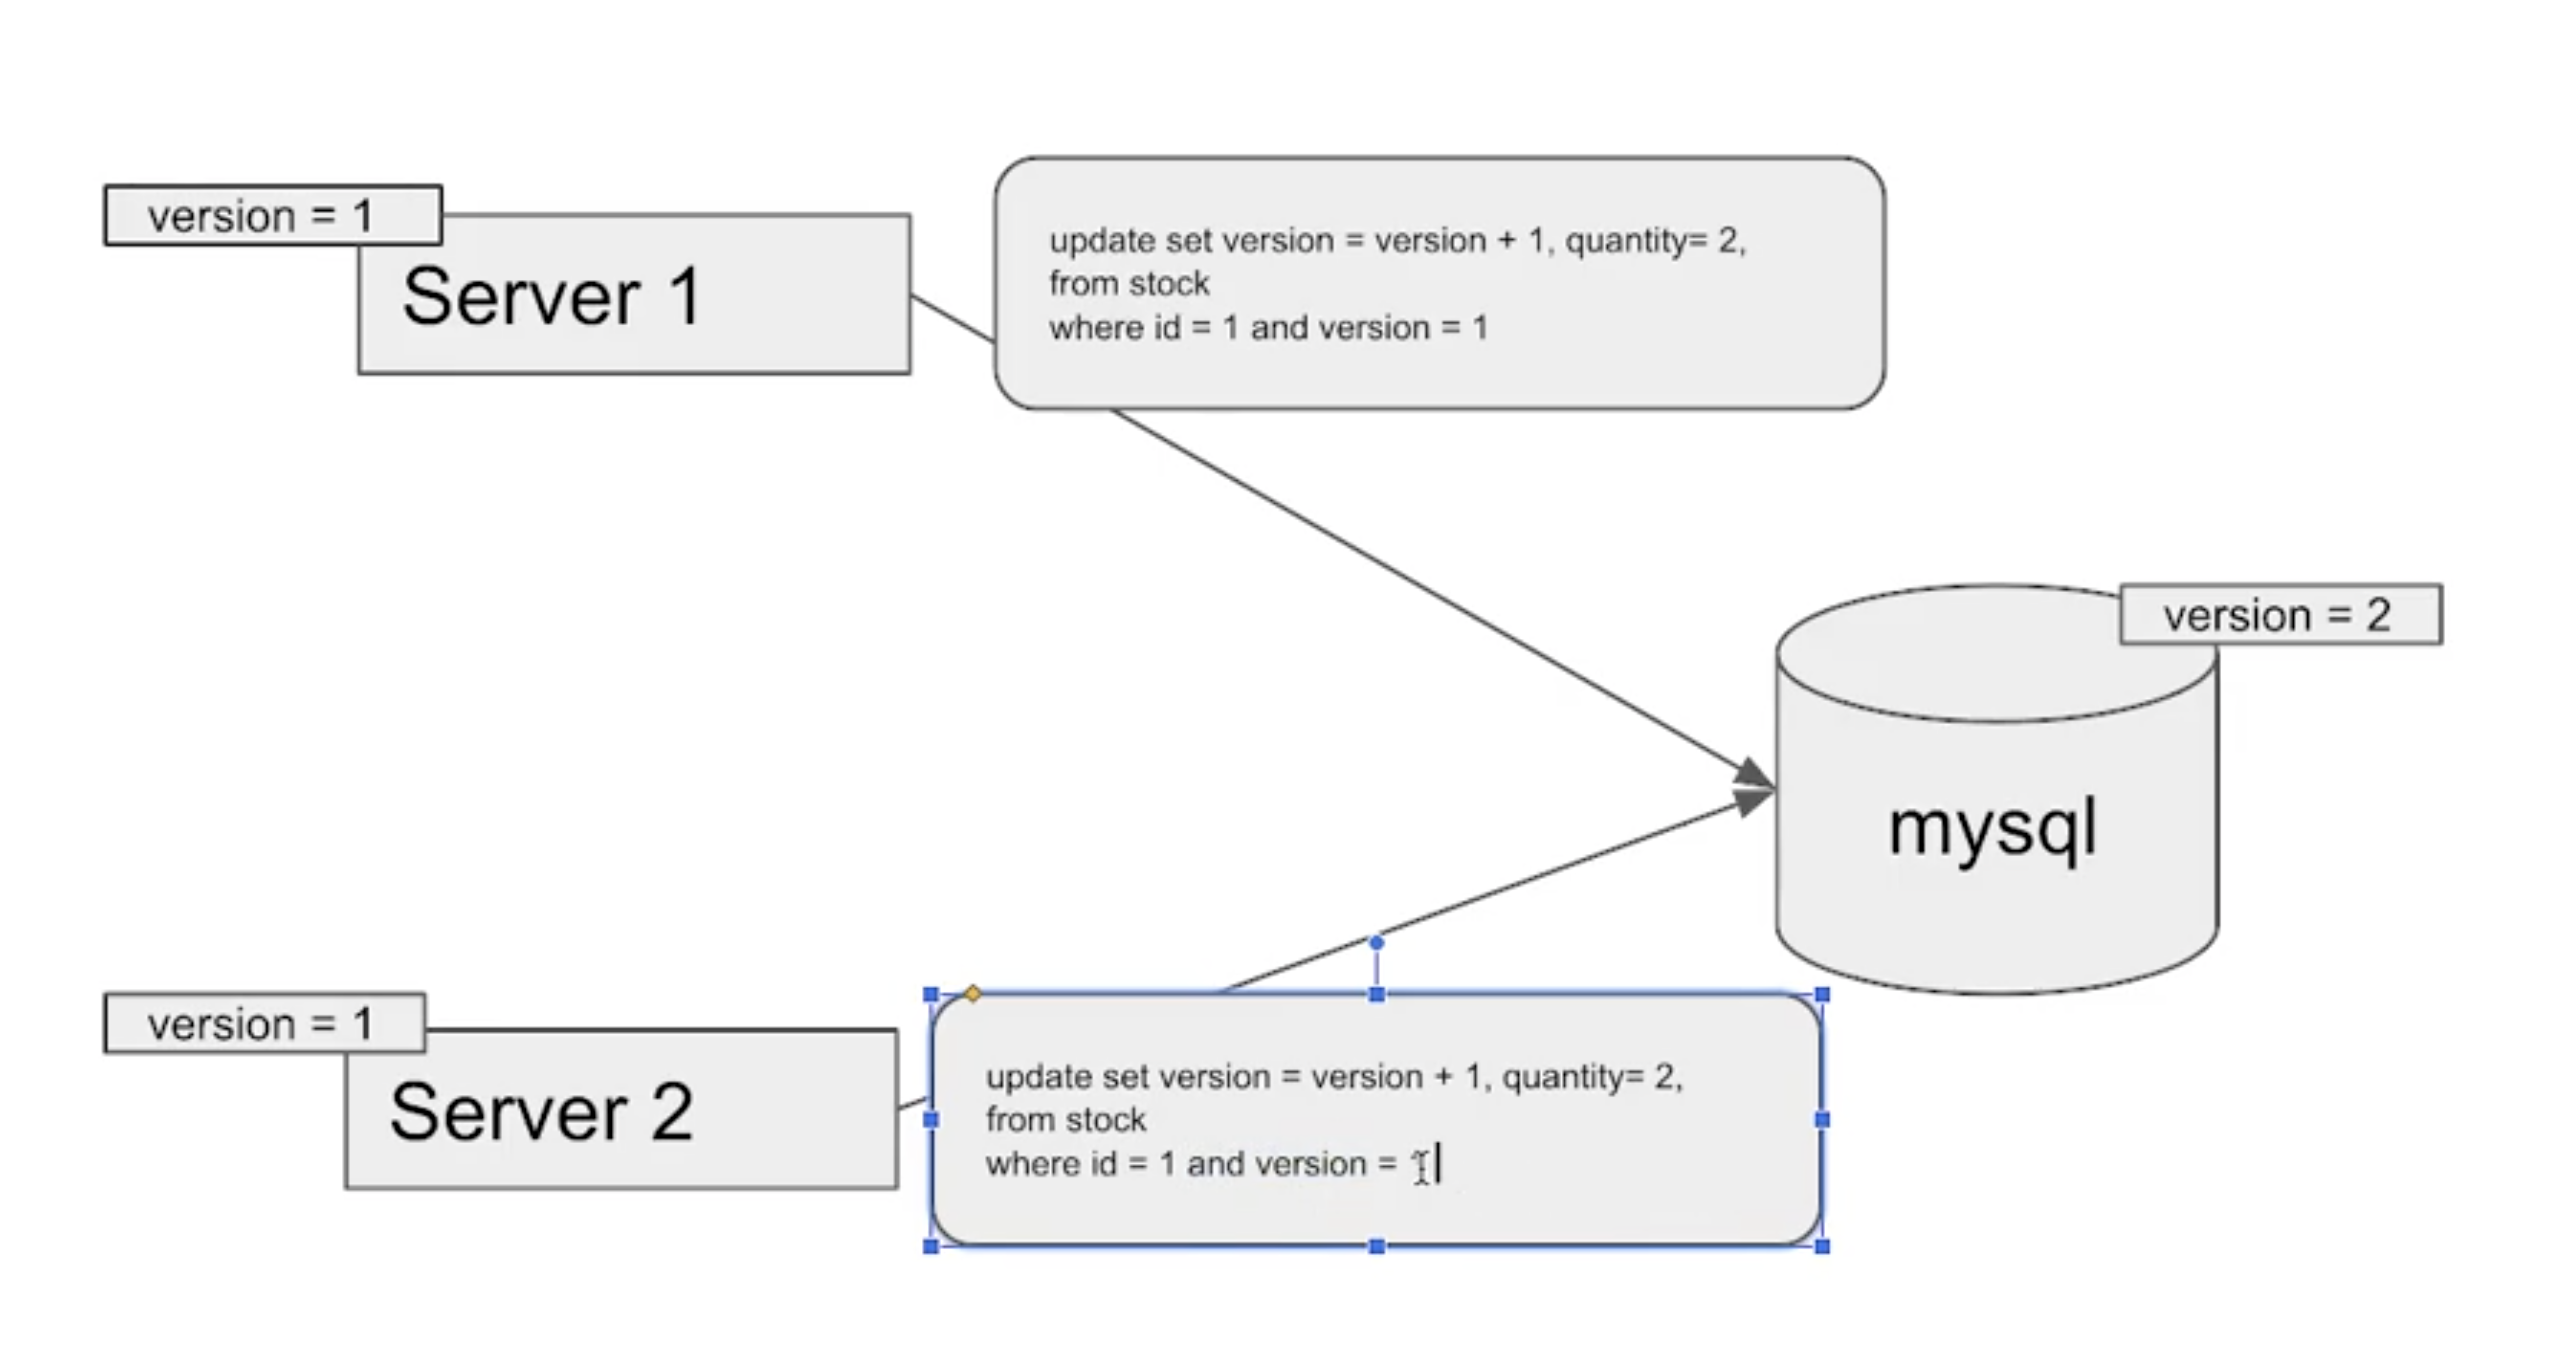 version = 1
Server 1
update set version = version + 1, quantity= 2,
from stock
where id = 1 and version = 1
version = 2
mysql
version = 1
Server 2
update set version = version + 1, quantity= 2,
from stock
where id = 1 and version =